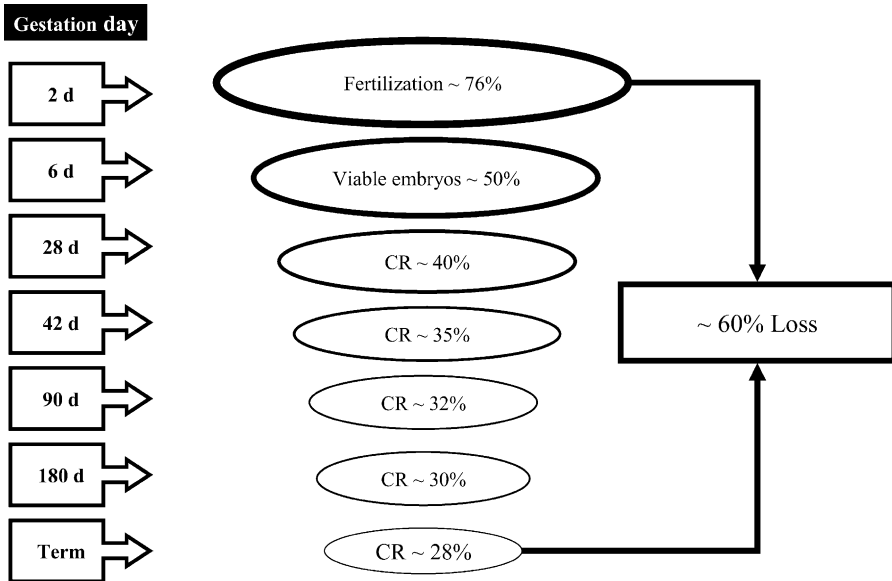 Gestation day
2 d
Fertilization ~ 76%
6 d
Viable embryos ~ 50%
28 d
CR ~ 40%
42 d
CR ~ 35%
~ 60% Loss
90 d
CR ~ 32%
180 d
CR ~ 30%
Term
CR ~ 28%